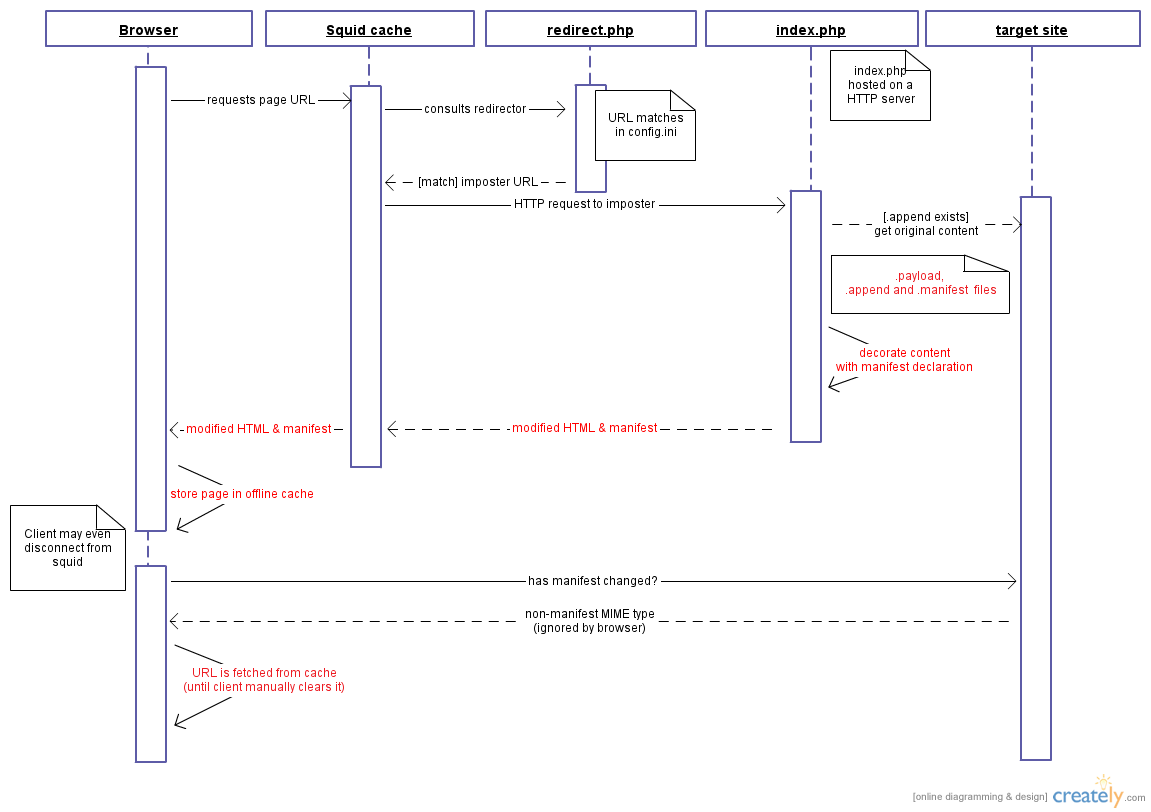 Browser
Squid cache
redirect.php
index.php
target site
index.php
hosted on a
HTTP server
requests page URL
consults redirector
URL matches
in config.ini
[match] imposter URL
HTTP request to imposter
[.append exists]
get original content
.payload,
.append and .manifest files
decorate content
with manifest declaration
modified HTML & manifest
modified HTML & manifest
store page in offline cache
Client may even
disconnect from
squid
has manifest changed?
non-manifest MIME type
(ignored by browser)
URL is fetched from cache
(until client manually clears it)
[online diagramming & design] creately.com